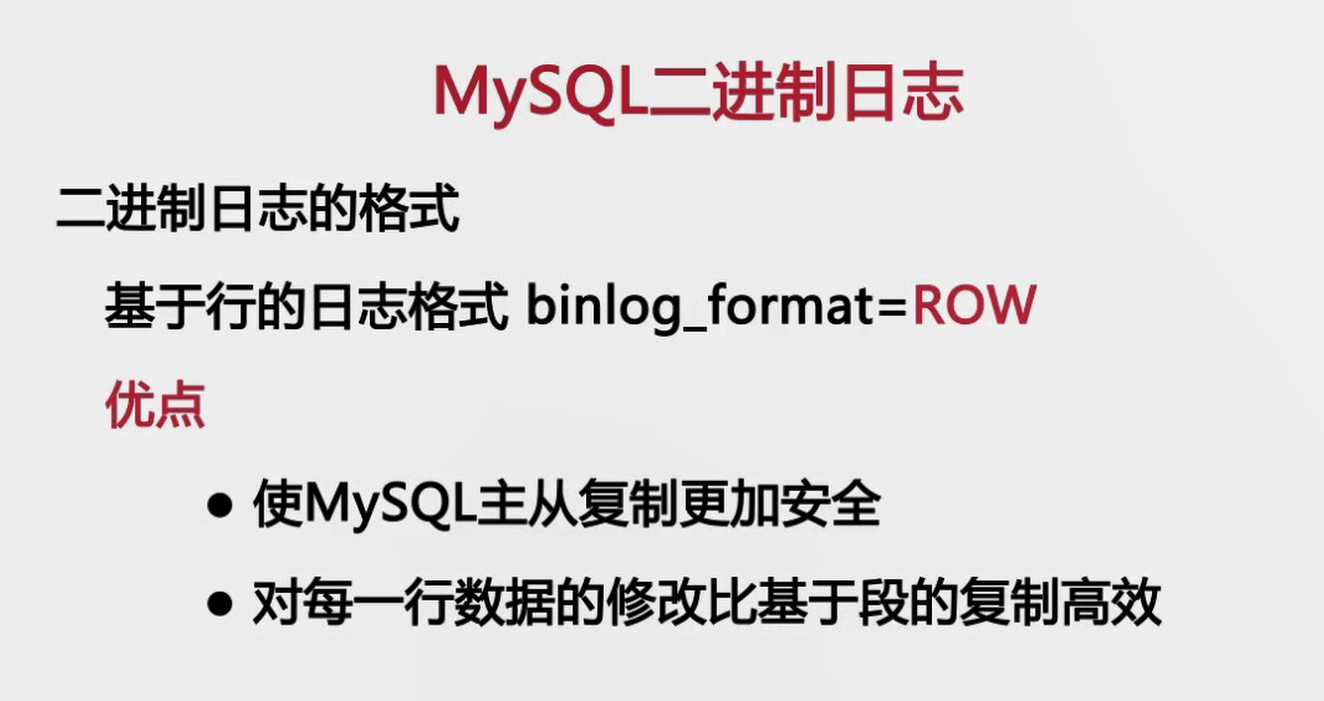 MySQL二进制日志
二进制日志的格式
基于行的日志格式 binlog_format=ROW
优点
● 使MySQL主从复制更加安全
● 对每一行数据的修改比基于段的复制高效